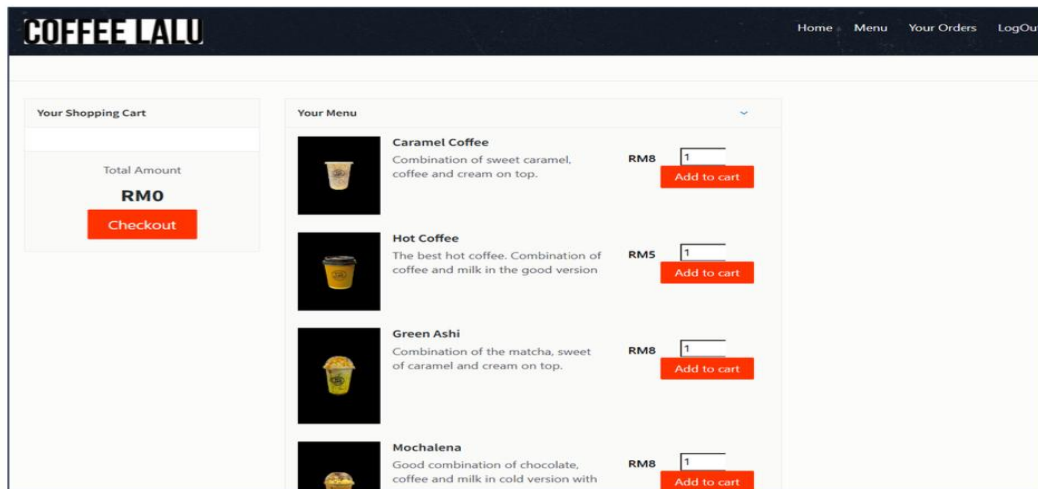 COFFEE LALU
Home Menu Your Orders LogOut
Your Shopping Cart
Total Amount
RM0
Checkout
Your Menu
Caramel Coffee
Combination of sweet caramel,
coffee and cream on top.
RM8
1
Add to cart
Hot Coffee
The best hot coffee. Combination of
coffee and milk in the good version
RM5
1
Add to cart
Green Ashi
Combination of the matcha, sweet
of caramel and cream on top.
RM8
1
Add to cart
Mochalena
Good combination of chocolate,
coffee and milk in cold version with
RM8
1
Add to cart